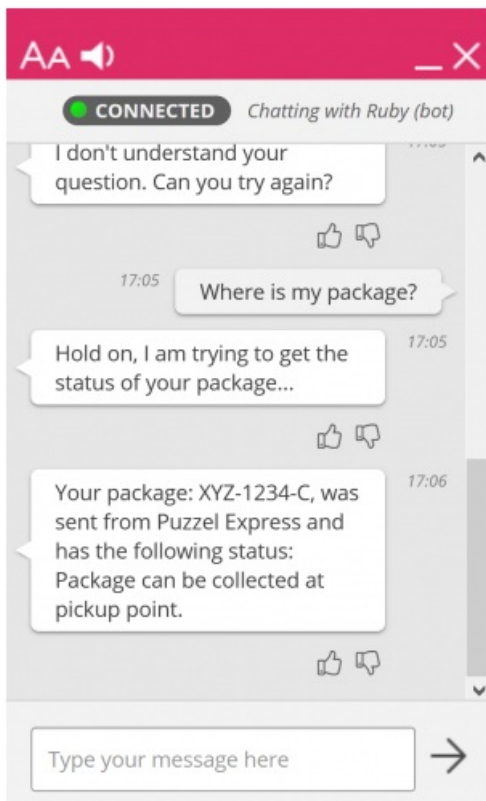 AA
CONNECTED Chatting with Ruby (bot)
I don't understand your
question. Can you try again?
17:05
Where is my package?
17:05
Hold on, I am trying to get the
status of your package...
17:06
Your package: XYZ-1234-C, was
sent from Puzzel Express and
has the following status:
Package can be collected at
pickup point.
Type your message here